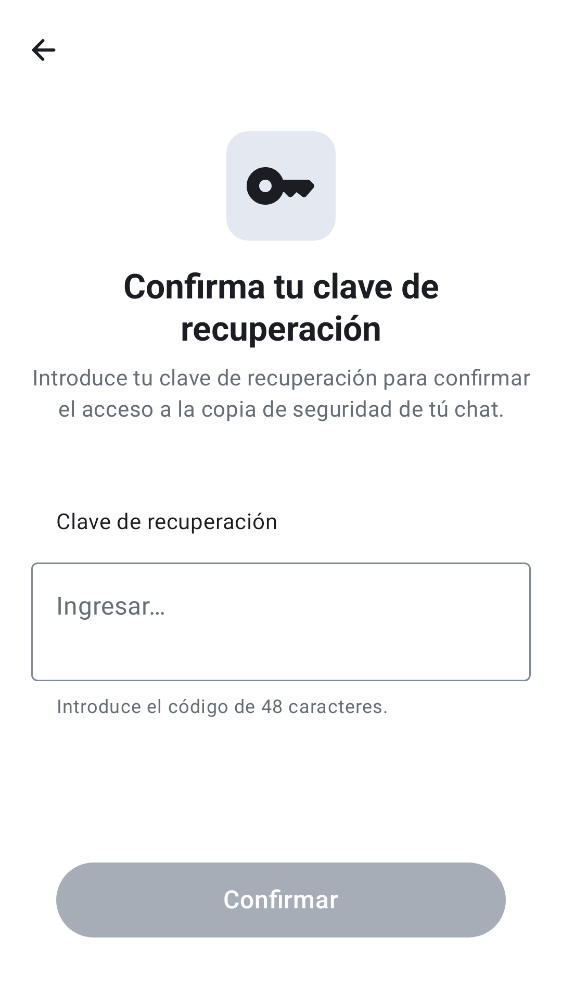 Confirma tu clave de
recuperación
Introduce tu clave de recuperación para confirmar
el acceso a la copia de seguridad de tú chat.
Clave de recuperación
Ingresar...
Introduce el código de 48 caracteres.
Confirmar